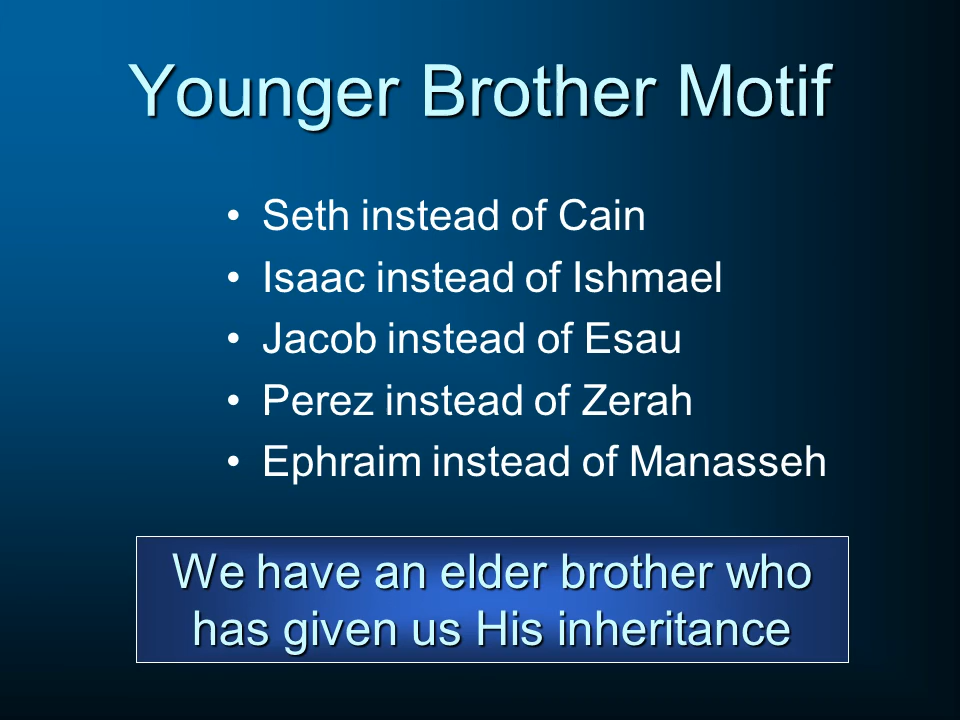 Younger Brother Motif
• Seth instead of Cain
• Isaac instead of Ishmael
• Jacob instead of Esau
• Perez instead of Zerah
• Ephraim instead of Manasseh
We have an elder brother who
has given us His inheritance